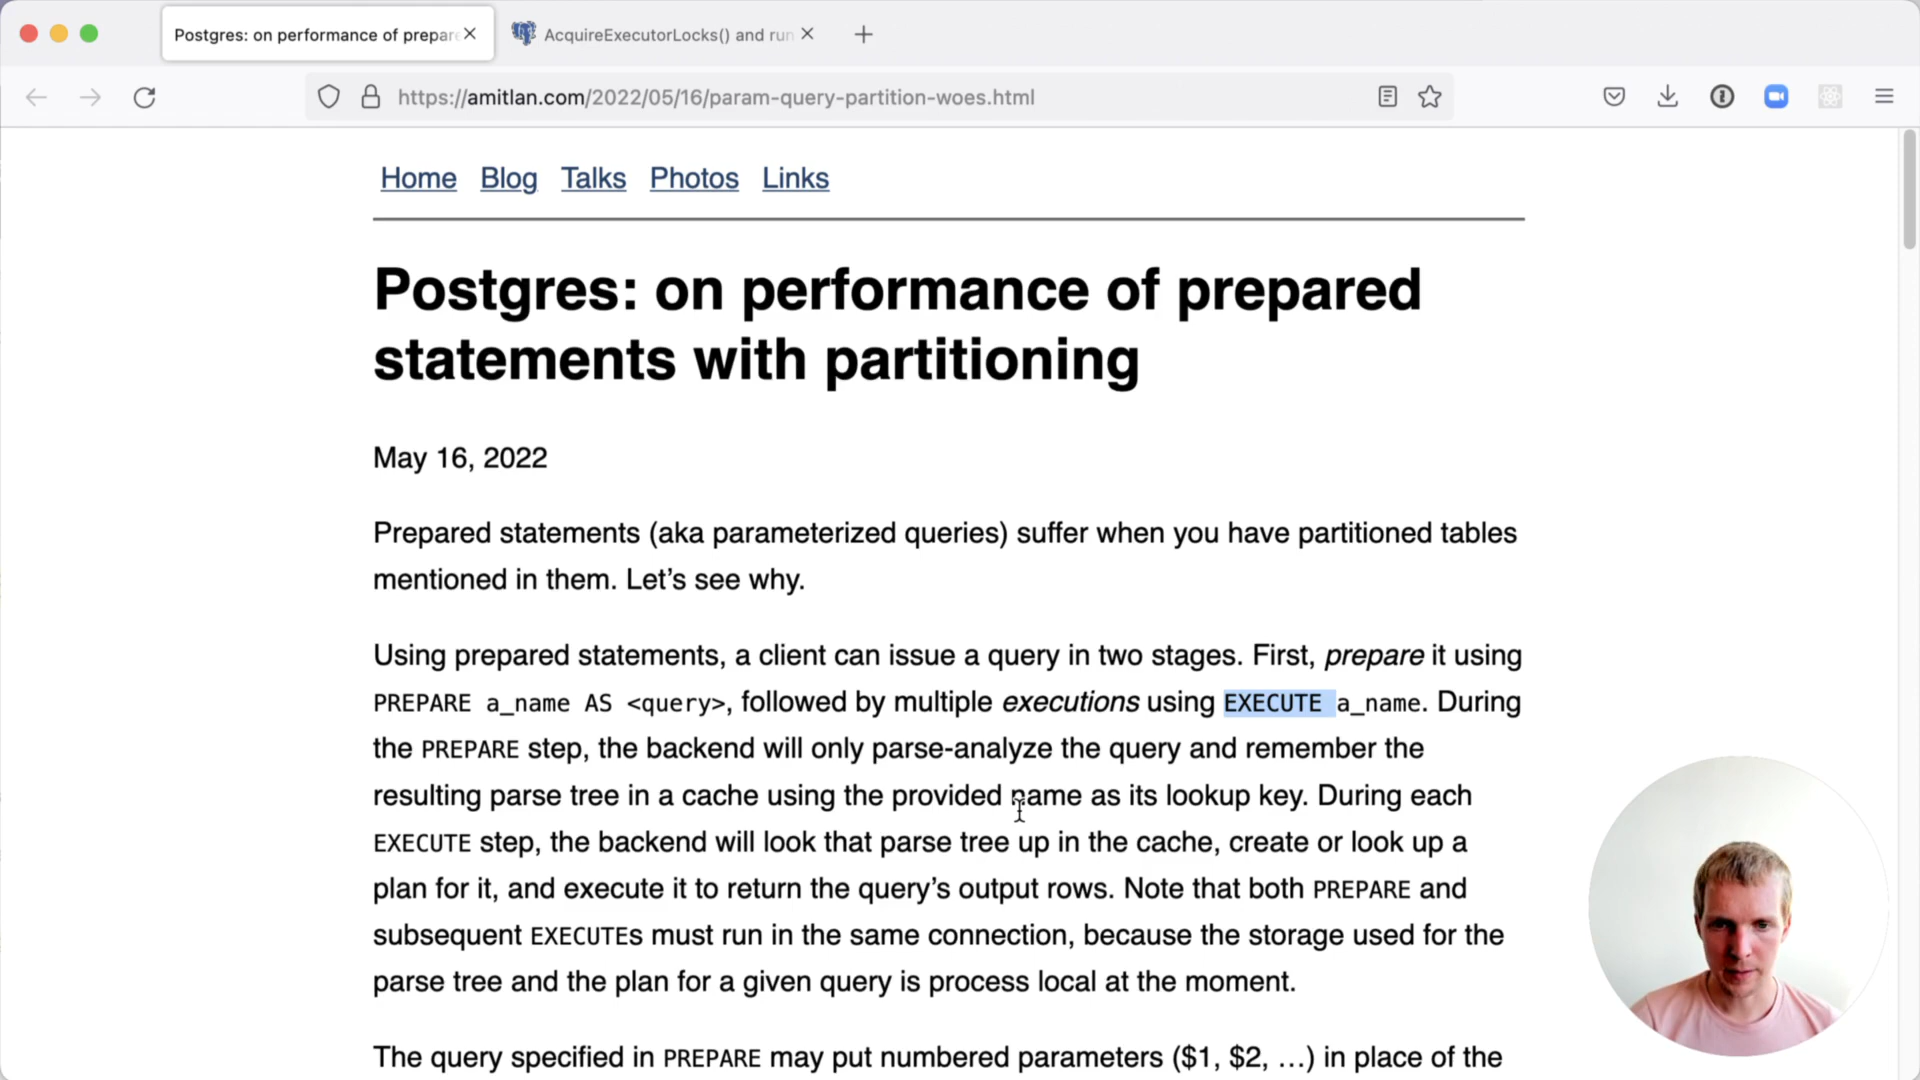 Postgres: on performance of prepar
AcquireExecutorLocks() and run
https://amitlan.com/2022/05/16/param-query-partition-woes.html
Home Blog Talks Photos Links
Postgres: on performance of prepared
statements with partitioning
May 16, 2022
Prepared statements (aka parameterized queries) suffer when you have partitioned tables
mentioned in them. Let’s see why.
Using prepared statements, a client can issue a query in two stages. First, prepare it using
PREPARE a_name AS <query>, followed by multiple executions using EXECUTE a_name. During
the PREPARE step, the backend will only parse-analyze the query and remember the
resulting parse tree in a cache using the provided name as its lookup key. During each
EXECUTE step, the backend will look that parse tree up in the cache, create or look up a
plan for it, and execute it to return the query’s output rows. Note that both PREPARE and
subsequent EXECUTEs must run in the same connection, because the storage used for the
parse tree and the plan for a given query is process local at the moment.
The query specified in PREPARE may put numbered parameters ($1, $2, …) in place of the